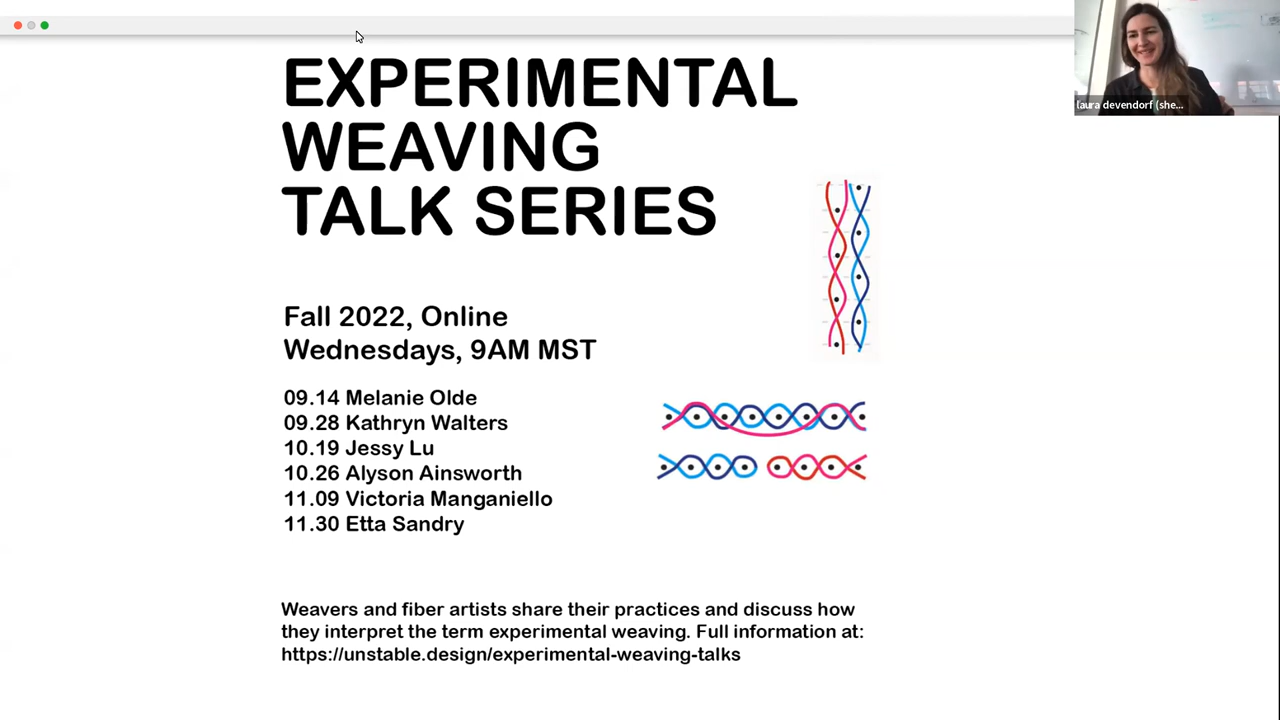 EXPERIMENTAL
WEAVING
TALK SERIES
Fall 2022, Online
Wednesdays, 9AM MST
09.14 Melanie Olde
09.28 Kathryn Walters
10.19 Jessy Lu
10.26 Alyson Ainsworth
11.09 Victoria Manganiello
11.30 Etta Sandry
Weavers and fiber artists share their practices and discuss how
they interpret the term experimental weaving. Full information at:
https://unstable.design/experimental-weaving-talks
laura devendorf (she...